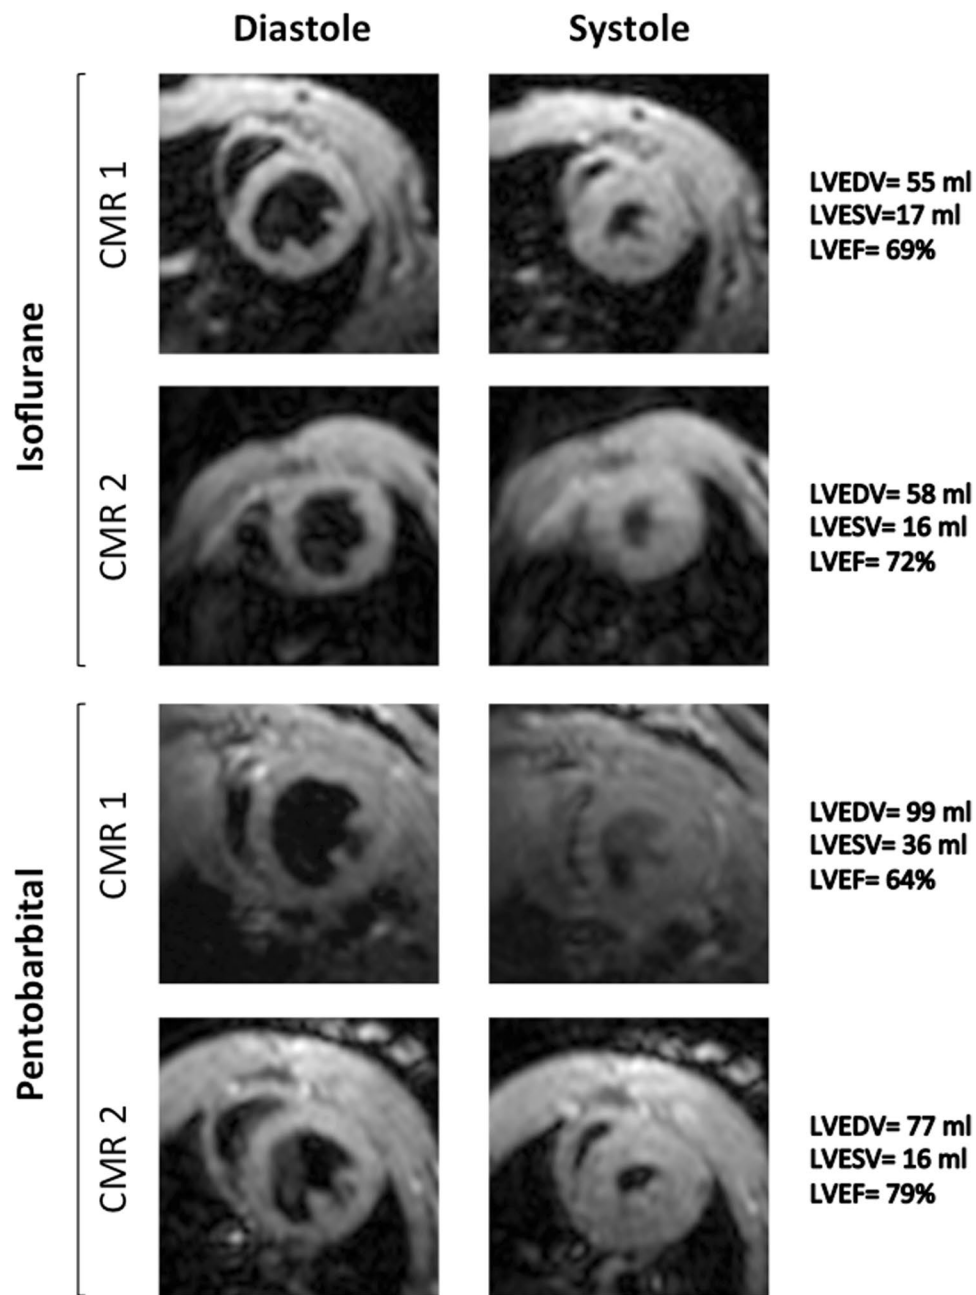 Diastole
Systole
Isoflurane
CMR 1
LVEDV= 55 ml
LVESV=17 ml
LVEF= 69%
CMR 2
LVEDV= 58 ml
LVESV= 16 ml
LVEF= 72%
Pentobarbital
CMR 1
LVEDV= 99 ml
LVESV= 36 ml
LVEF= 64%
CMR 2
LVEDV= 77 ml
LVESV= 16 ml
LVEF= 79%